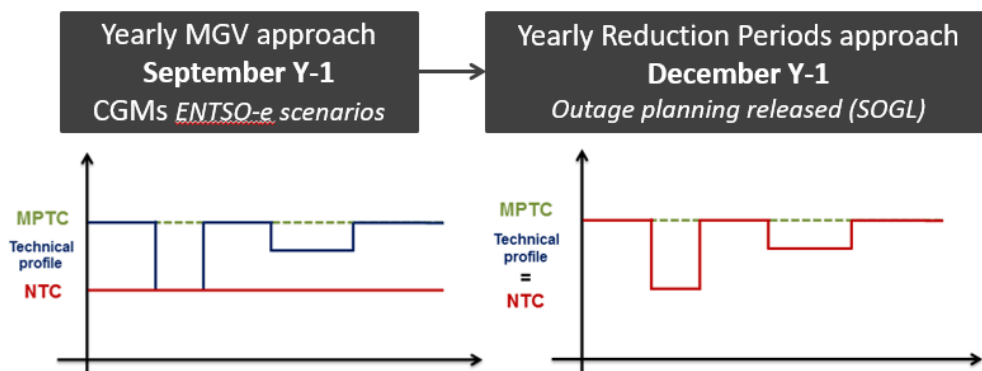 Yearly MGV approach
September Y-1
CGMs ENTSO-e scenarios
Yearly Reduction Periods approach
December Y-1
Outage planning released (SOGL)
MPTC
Technical
profile
NTC
MPTC
Technical
profile
=
NTC